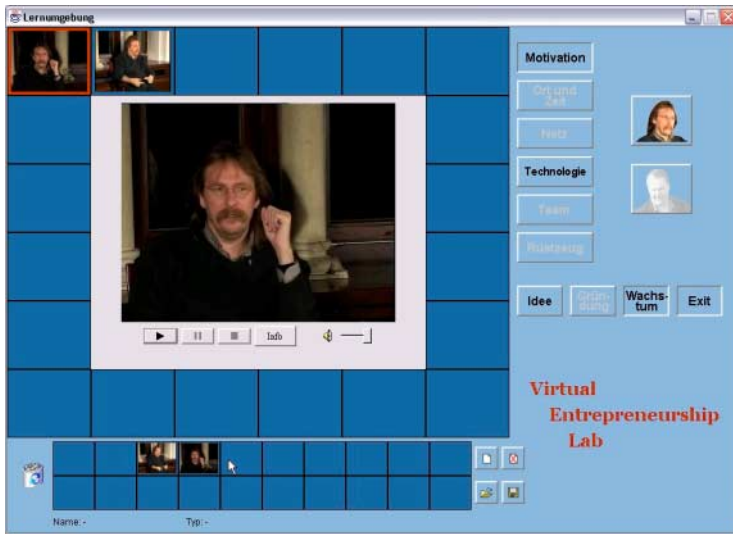 Lernumgebung
Motivation
Ort und
Zeit
Netz
Technologie
Team
Rüstzeug
Idee
Grün-
dung
Wachs-
tum
Exit
Info
Virtual
Entrepreneurship
Lab
Name: -
Typ: -